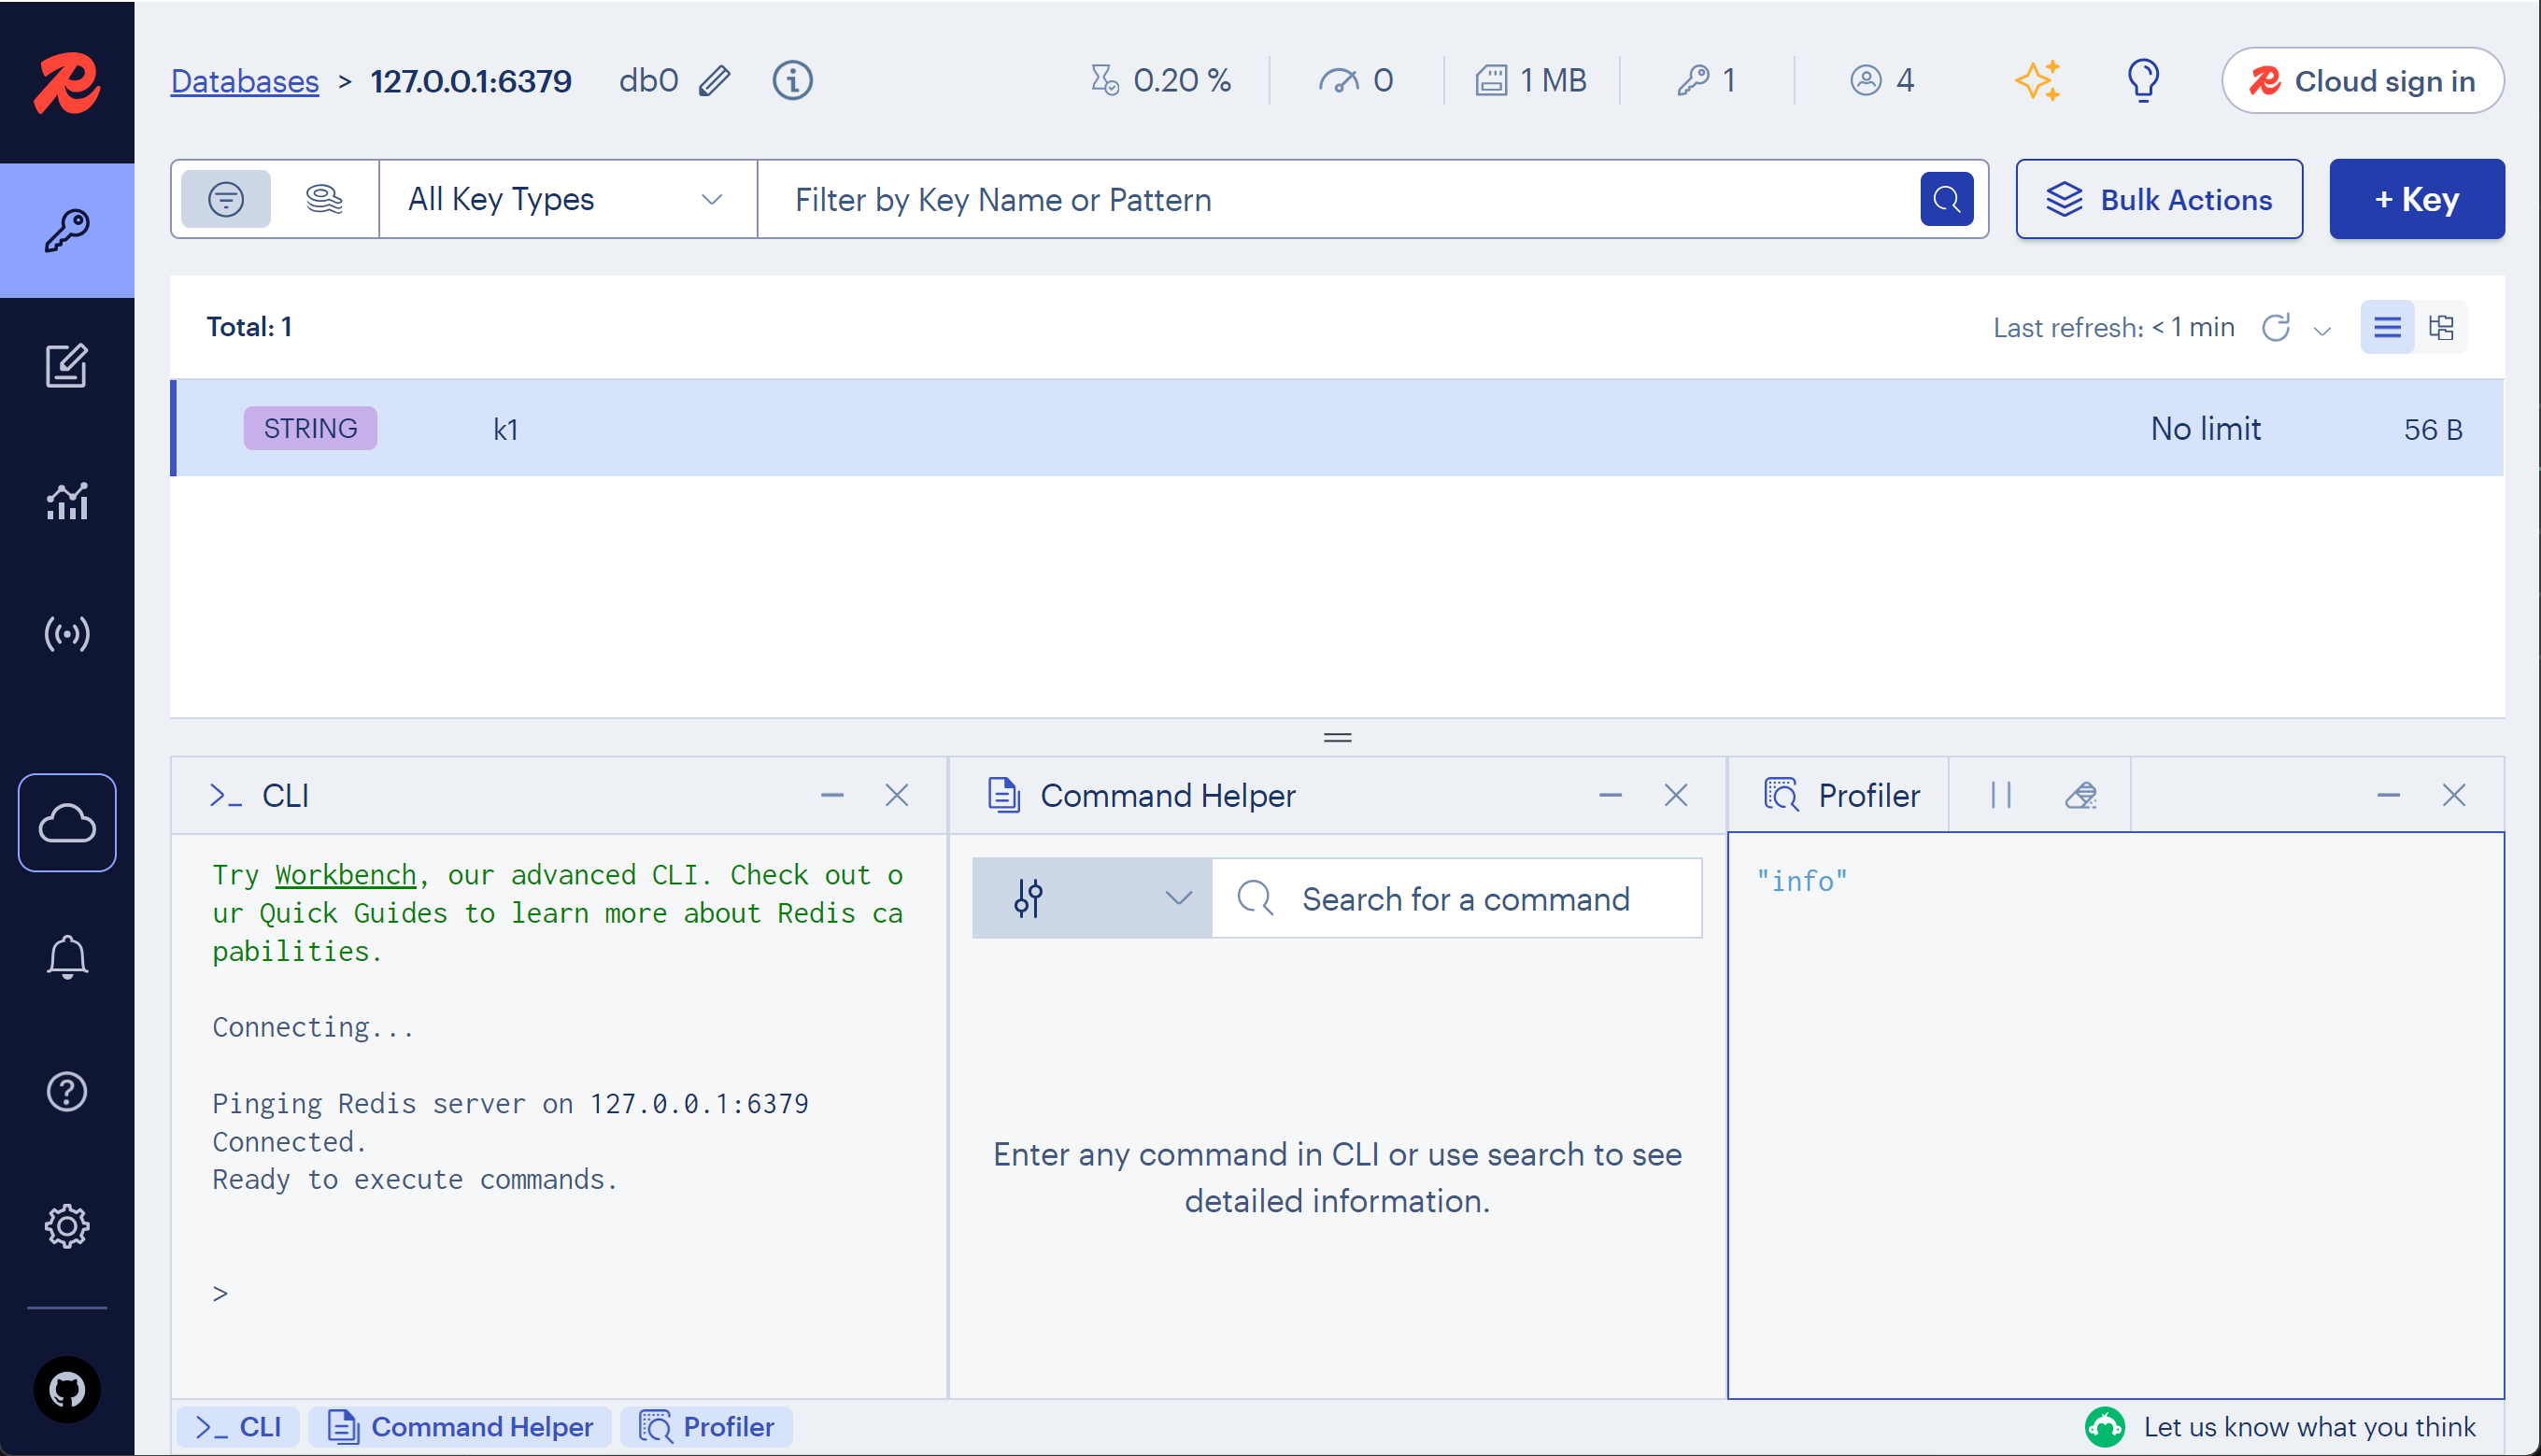 Databases > 127.0.0.1:6379 db0 0.20 % 0 1 MB 1 4 Cloud sign in
All Key Types Filter by Key Name or Pattern Bulk Actions + Key
Total: 1 Last refresh: < 1 min
STRING k1 No limit 56 B
>_ CLI
Try Workbench, our advanced CLI. Check out o
ur Quick Guides to learn more about Redis ca
pabilities.
Connecting...
Pinging Redis server on 127.0.0.1:6379
Connected.
Ready to execute commands.
>
Command Helper
Search for a command
Enter any command in CLI or use search to see
detailed information.
Profiler
"info"
>_ CLI Command Helper Profiler Let us know what you think